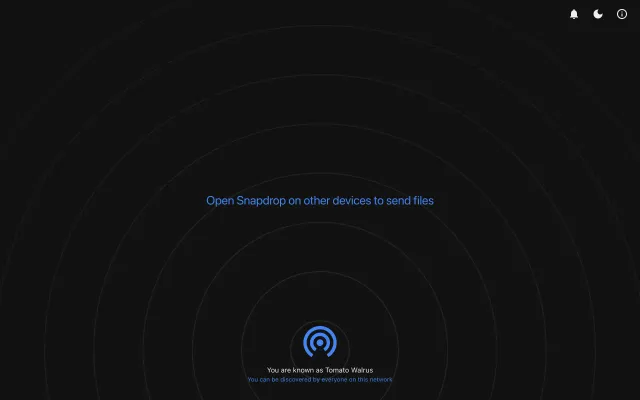 Open Snapdrop on other devices to send files
You are known as Tomato Walrus
You can be discovered by everyone on this network